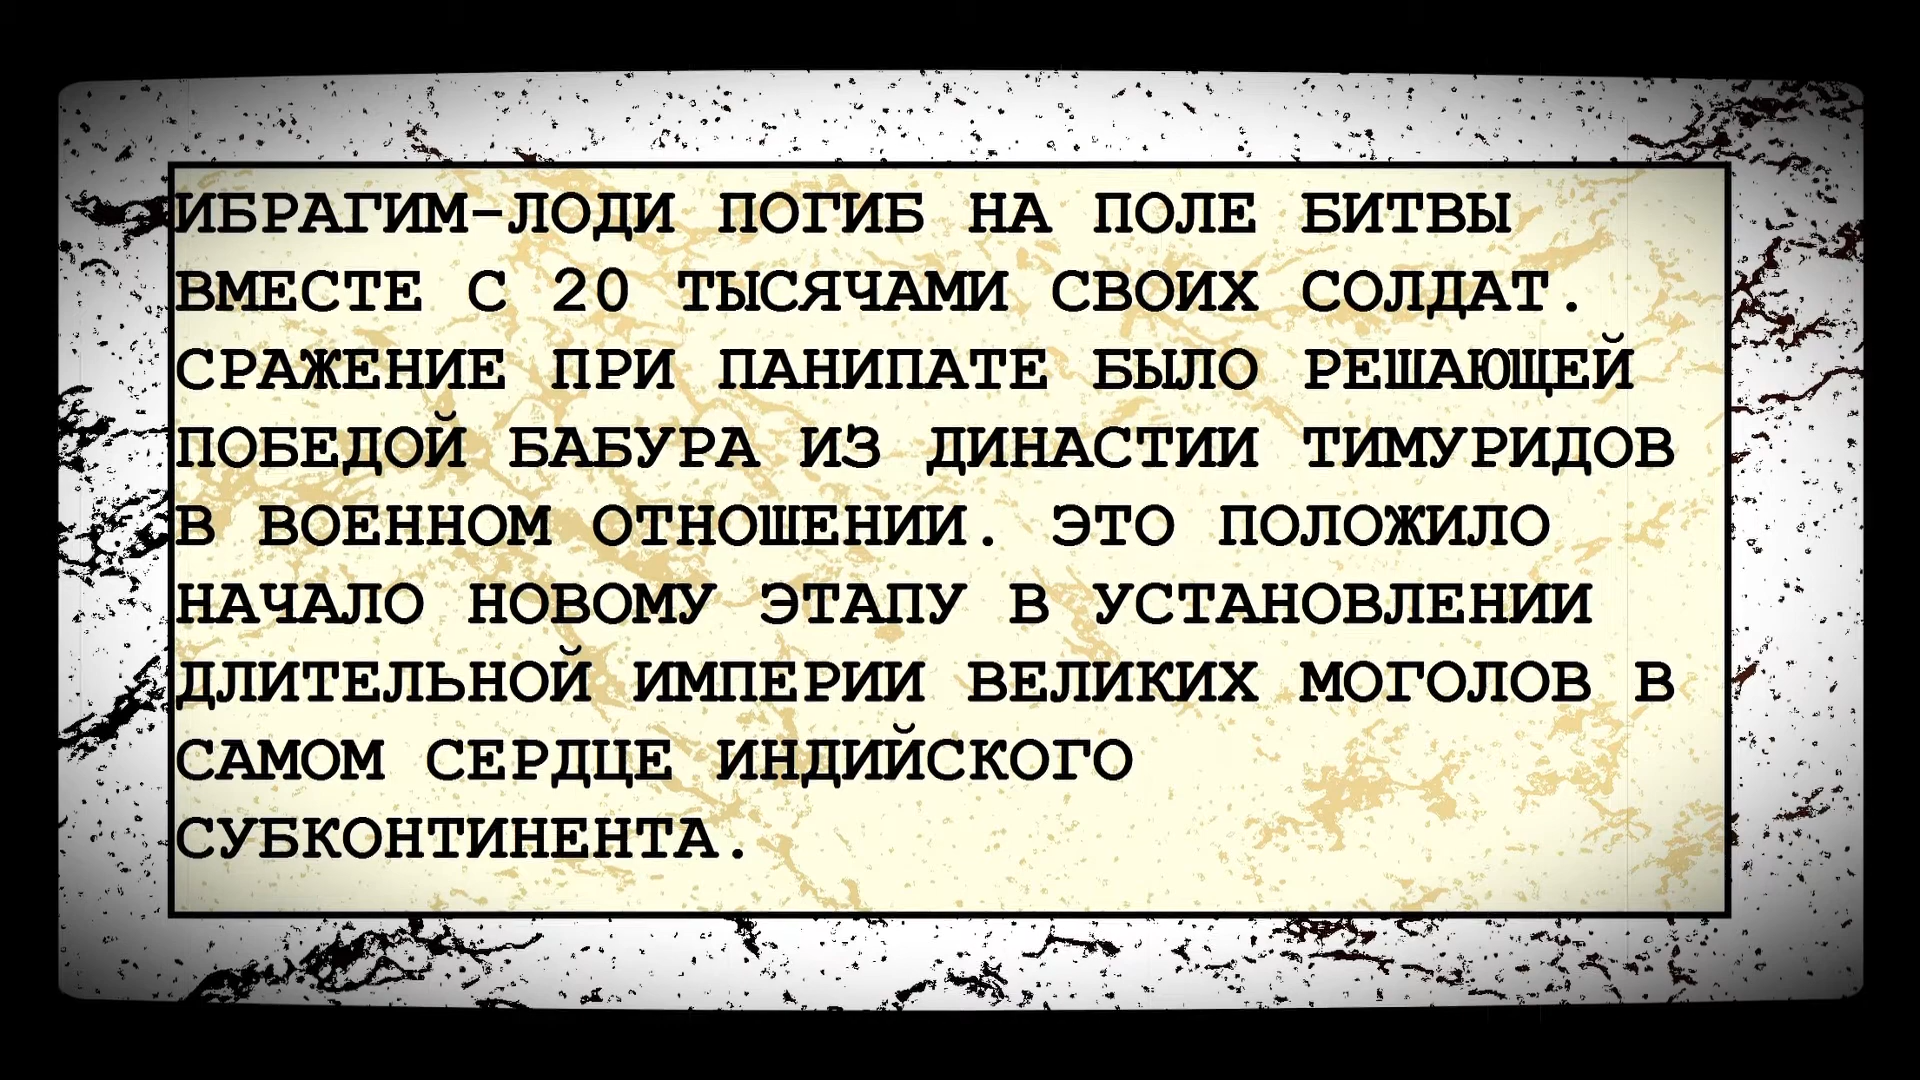 ИБРАГИМ-ЛОДИ ПОГИБ НА ПОЛЕ БИТВЫ
ВМЕСТЕ С 20 ТЫСЯЧАМИ СВОИХ СОЛДАТ.
СРАЖЕНИЕ ПРИ ПАНИПАТЕ БЫЛО РЕШАЮЩЕЙ
ПОБЕДОЙ БАБУРА ИЗ ДИНАСТИИ ТИМУРИДОВ
В ВОЕННОМ ОТНОШЕНИИ. ЭТО ПОЛОЖИЛО
НАЧАЛО НОВОМУ ЭТАПУ В УСТАНОВЛЕНИИ
ДЛИТЕЛЬНОЙ ИМПЕРИИ ВЕЛИКИХ МОГОЛОВ В
САМОМ СЕРДЦЕ ИНДИЙСКОГО
СУБКОНТИНЕНТА.